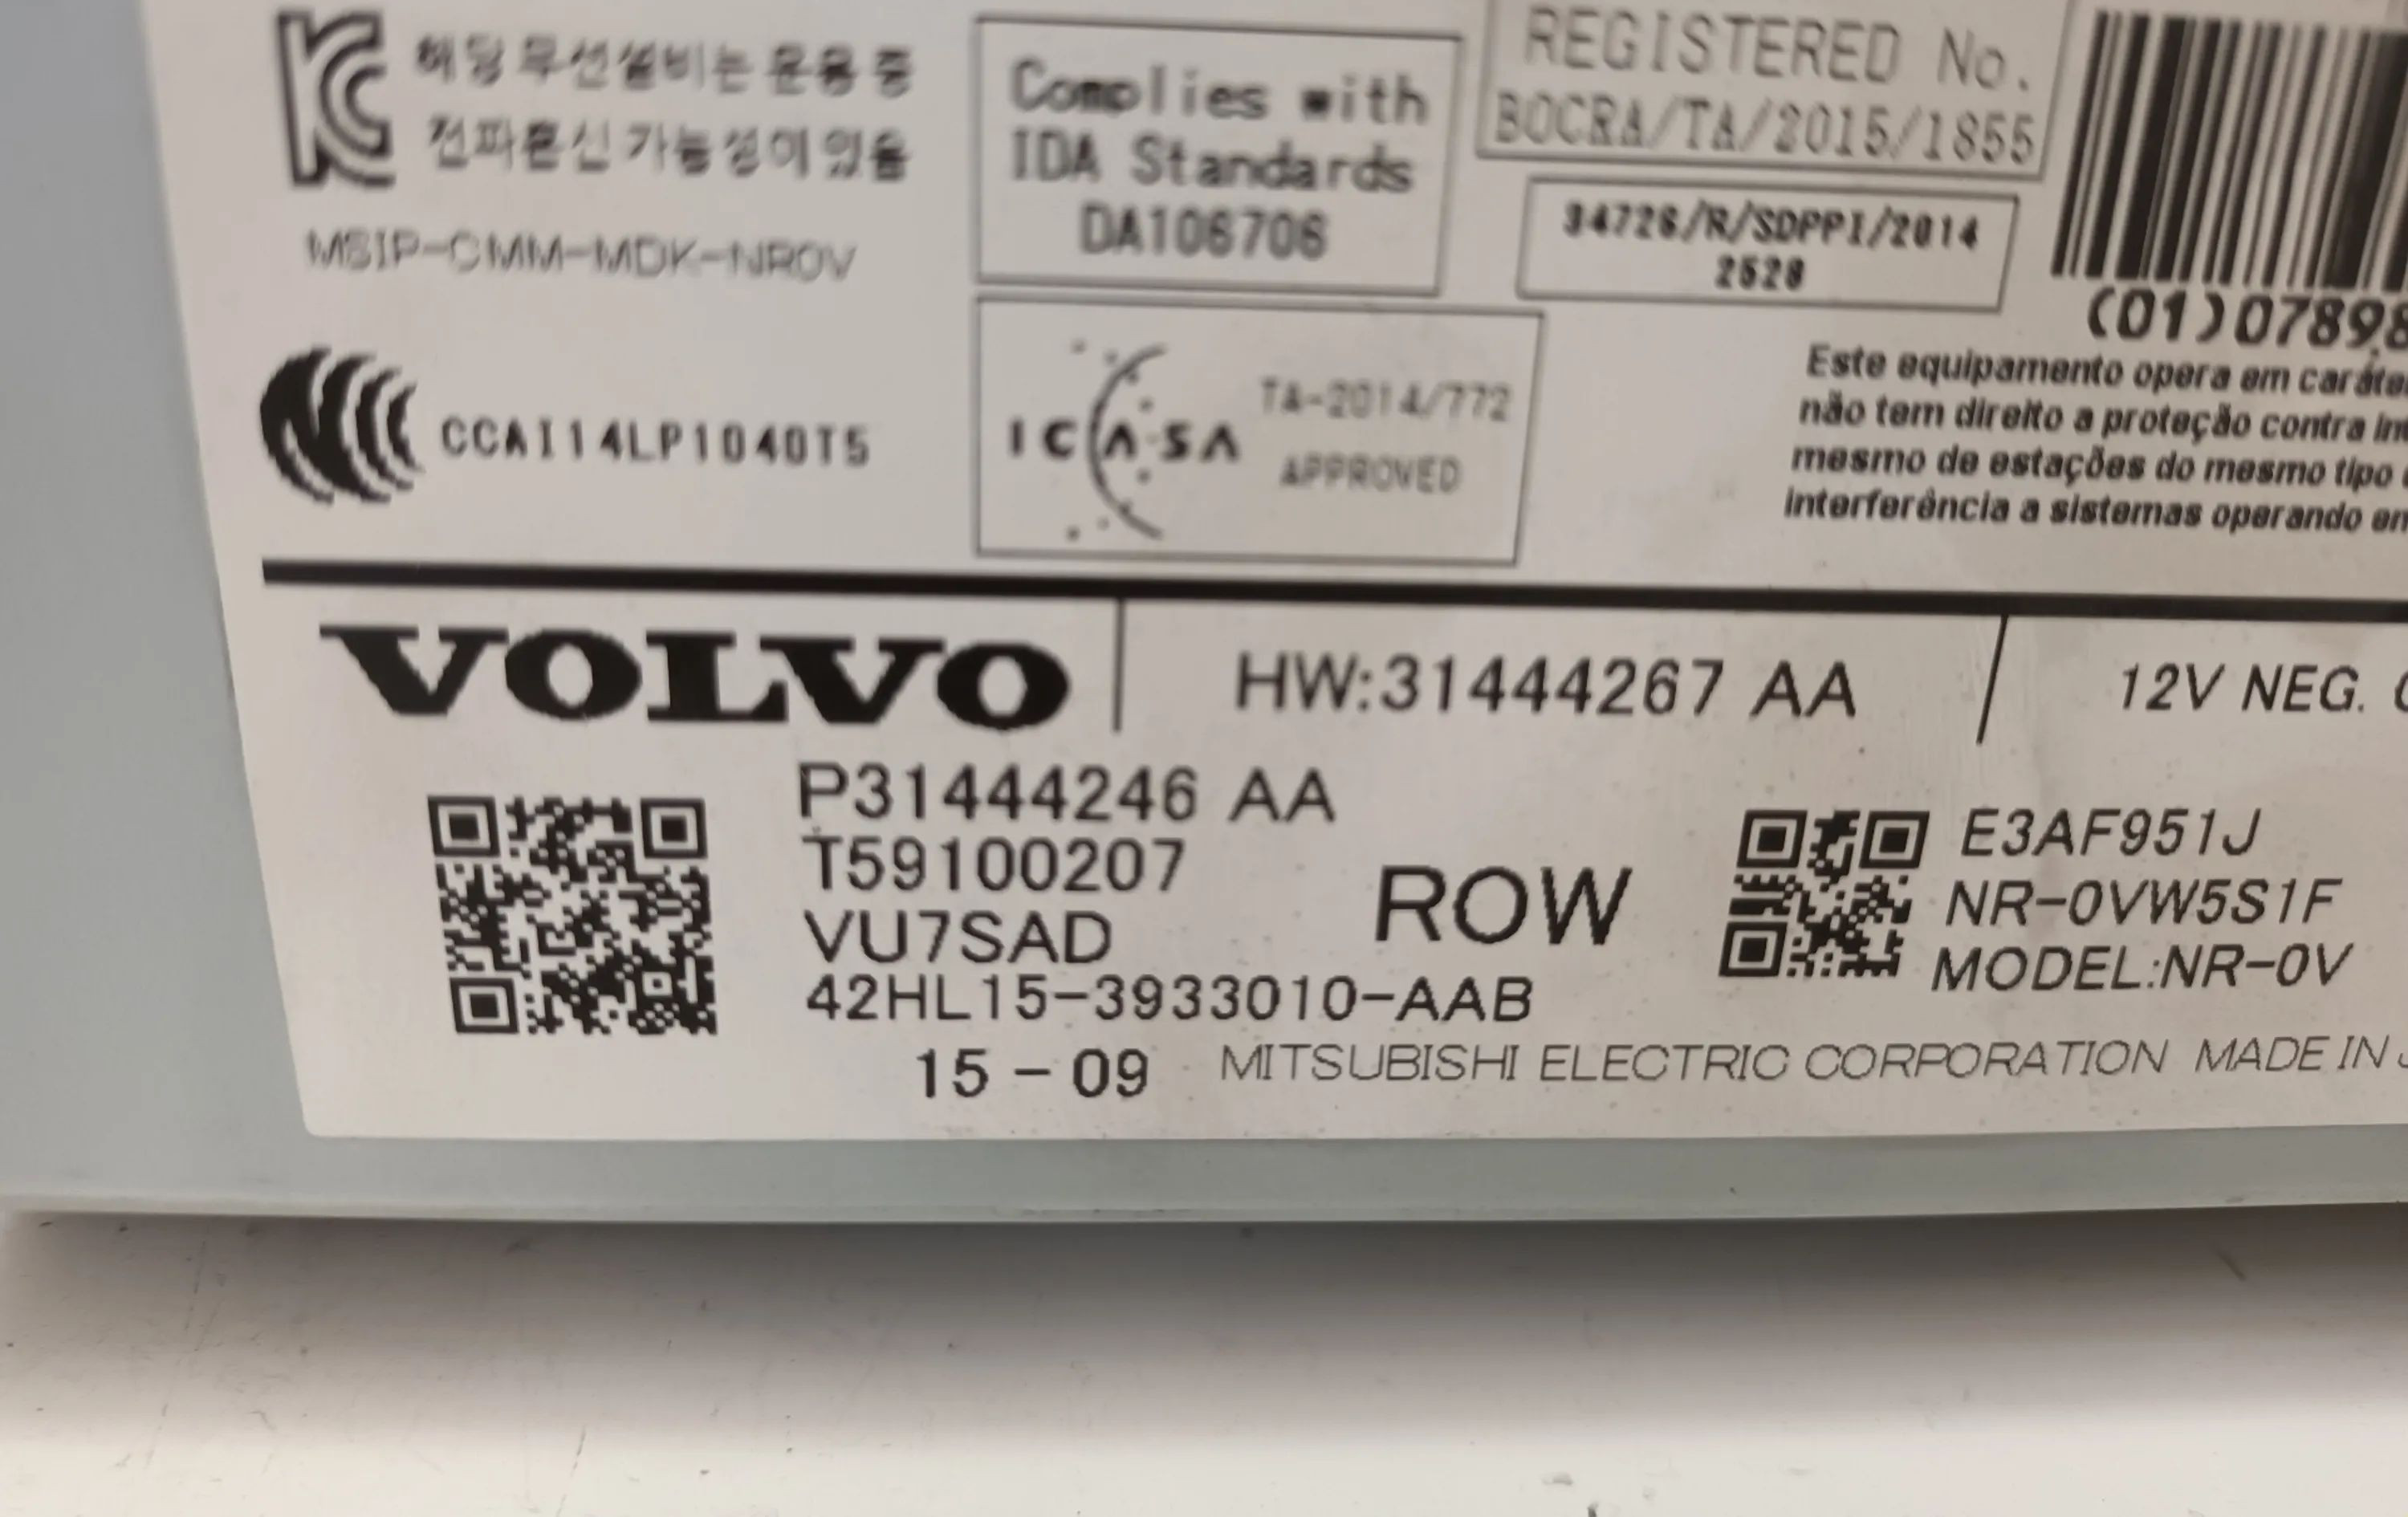 해당 무선설비는 운용 중
전파혼신 가능성이 있음
MSIP-CMM-MDK-NR0V
Complies with
IDA Standards
DA106706
REGISTERED No.
BOCRA/TA/2015/1855
34726/R/SDPPI/2014
2528
(01)07898
Este equipamento opera em caráte
não tem direito a proteção contra int
mesmo de estações do mesmo tipo
interferência a sistemas operando em
CCAI14LP1040T5
ICASA
TA-2014/772
APPROVED
VOLVO
HW:31444267 AA
12V NEG.
P31444246 AA
T59100207
VU7SAD
42HL15-3933010-AAB
15-09
ROW
E3AF951J
NR-0VW5S1F
MODEL:NR-0V
MITSUBISHI ELECTRIC CORPORATION MADE IN